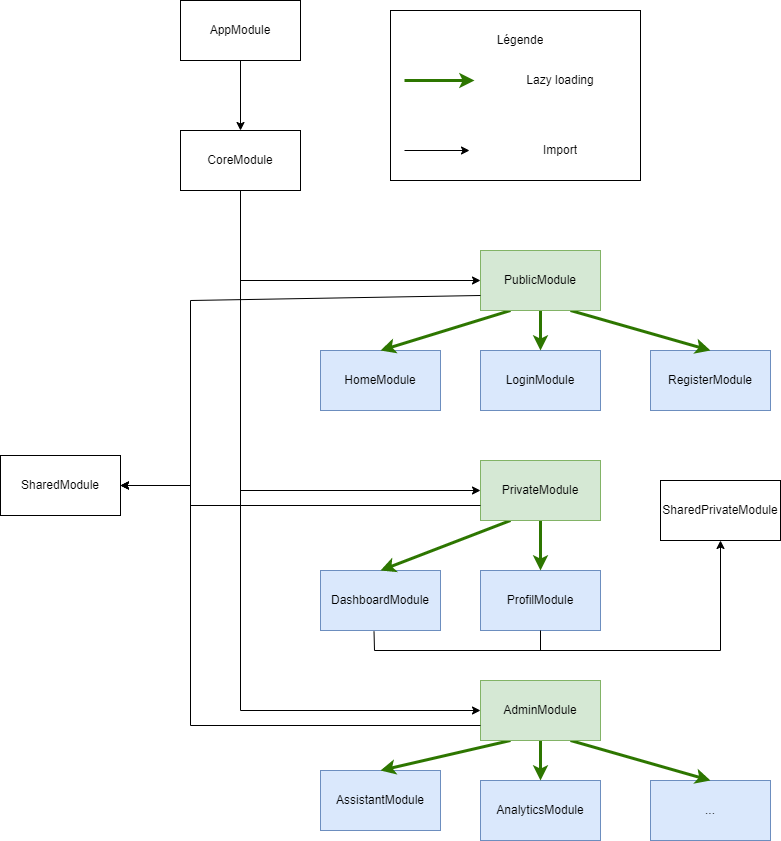 AppModule
Légende
Lazy loading
Import
CoreModule
PublicModule
HomeModule
LoginModule
RegisterModule
SharedModule
PrivateModule
SharedPrivateModule
DashboardModule
ProfilModule
AdminModule
AssistantModule
AnalyticsModule
...